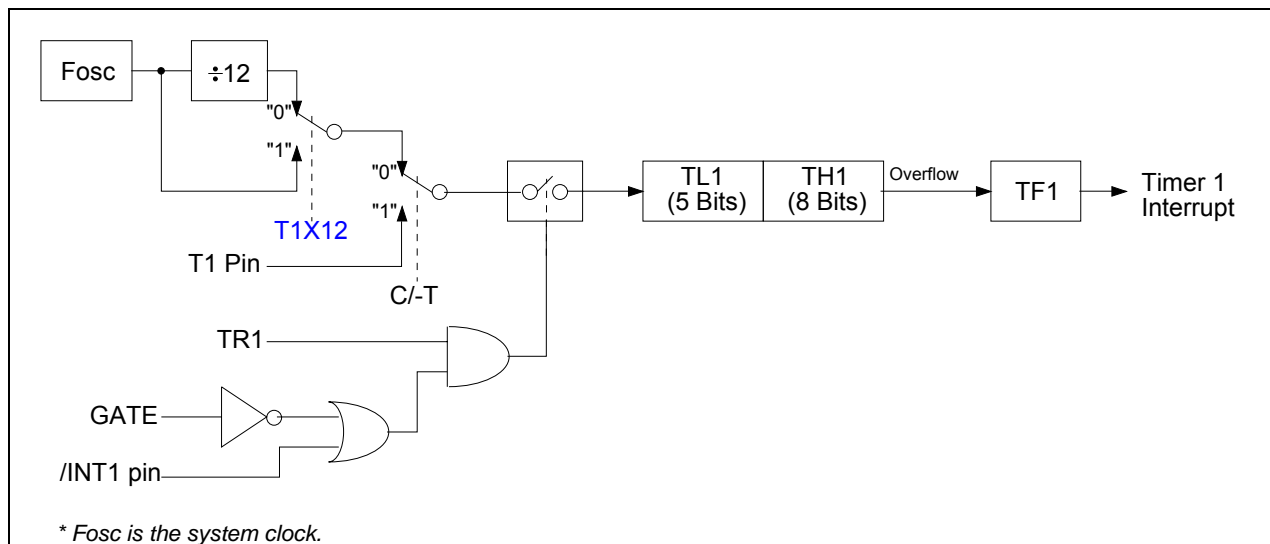 Fosc
÷12
"0"
"1"
T1X12
"0"
"1"
T1 Pin
C/-T
TL1
(5 Bits)
TH1
(8 Bits)
Overflow
TF1
Timer 1
Interrupt
TR1
GATE
/INT1 pin
* Fosc is the system clock.